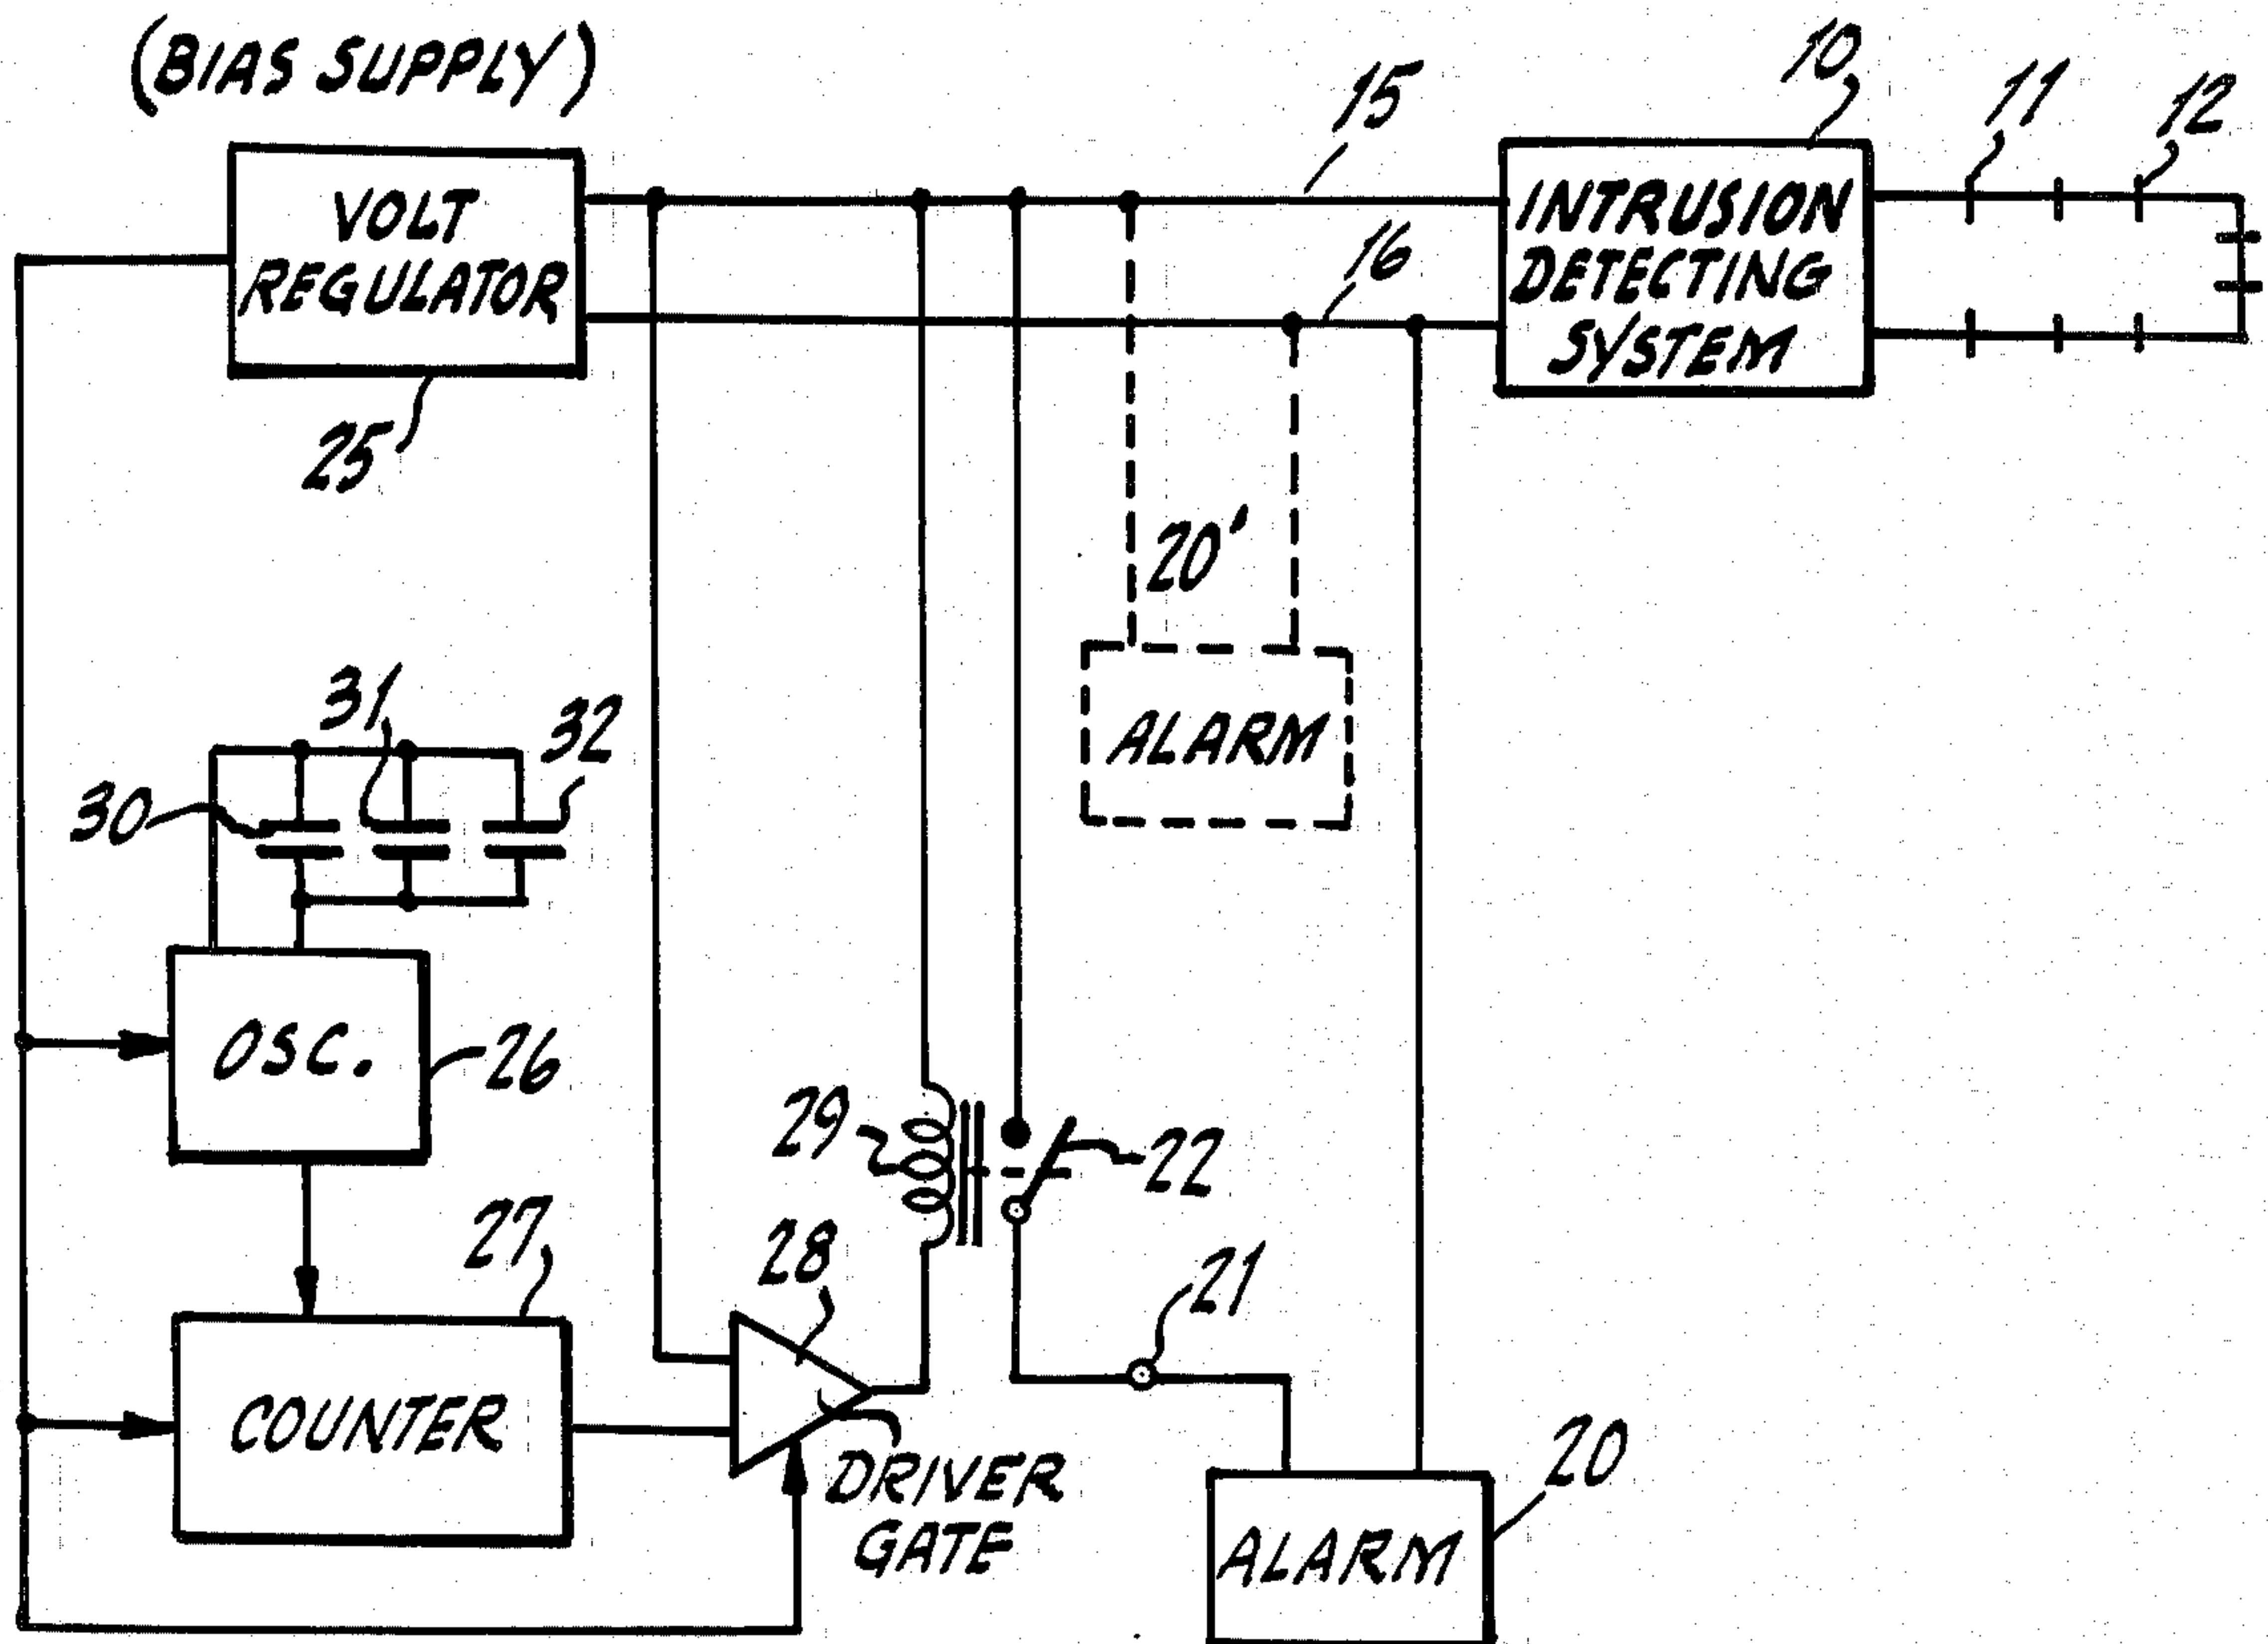 (BIAS SUPPLY)
10
11
12
15
VOLT
REGULATOR
16
INTRUSION
DETECTING
SYSTEM
25
20'
ALARM
31
32
30
OSC.
26
29
22
27
28
21
COUNTER
DRIVER
GATE
20
ALARM